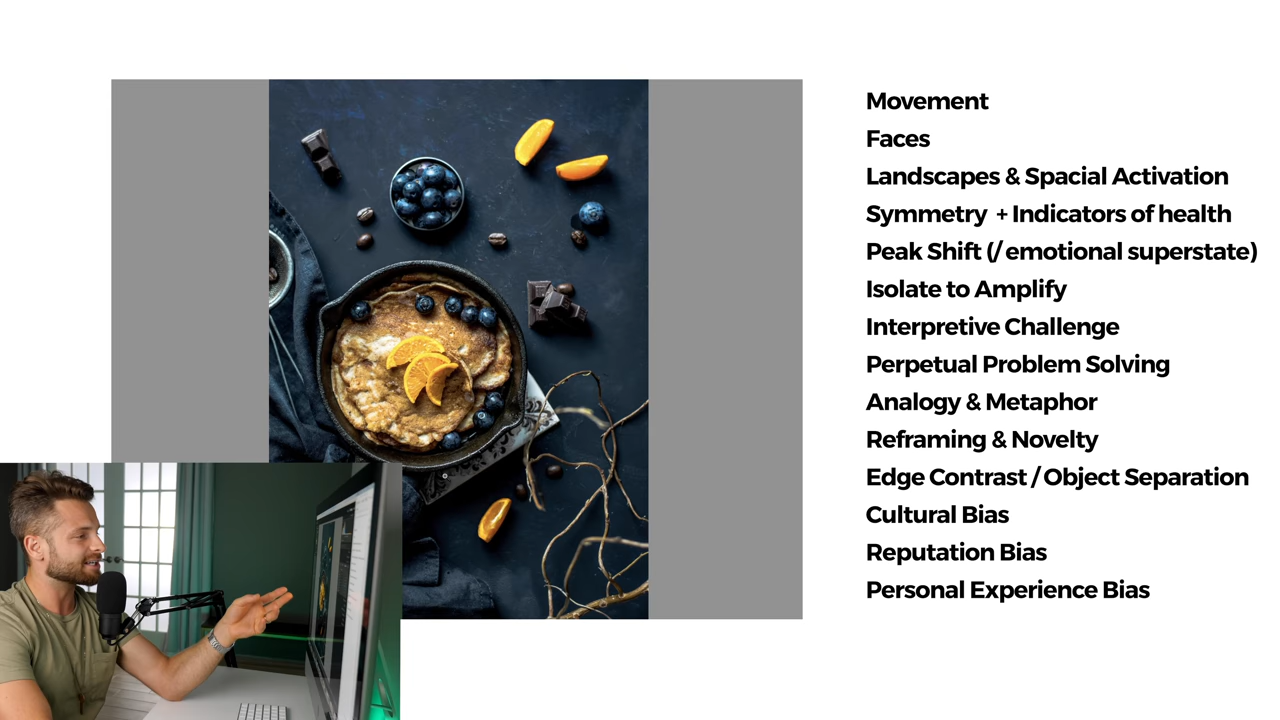 Movement
Faces
Landscapes & Spacial Activation
Symmetry + Indicators of health
Peak Shift (/ emotional superstate)
Isolate to Amplify
Interpretive Challenge
Perpetual Problem Solving
Analogy & Metaphor
Reframing & Novelty
Edge Contrast / Object Separation
Cultural Bias
Reputation Bias
Personal Experience Bias